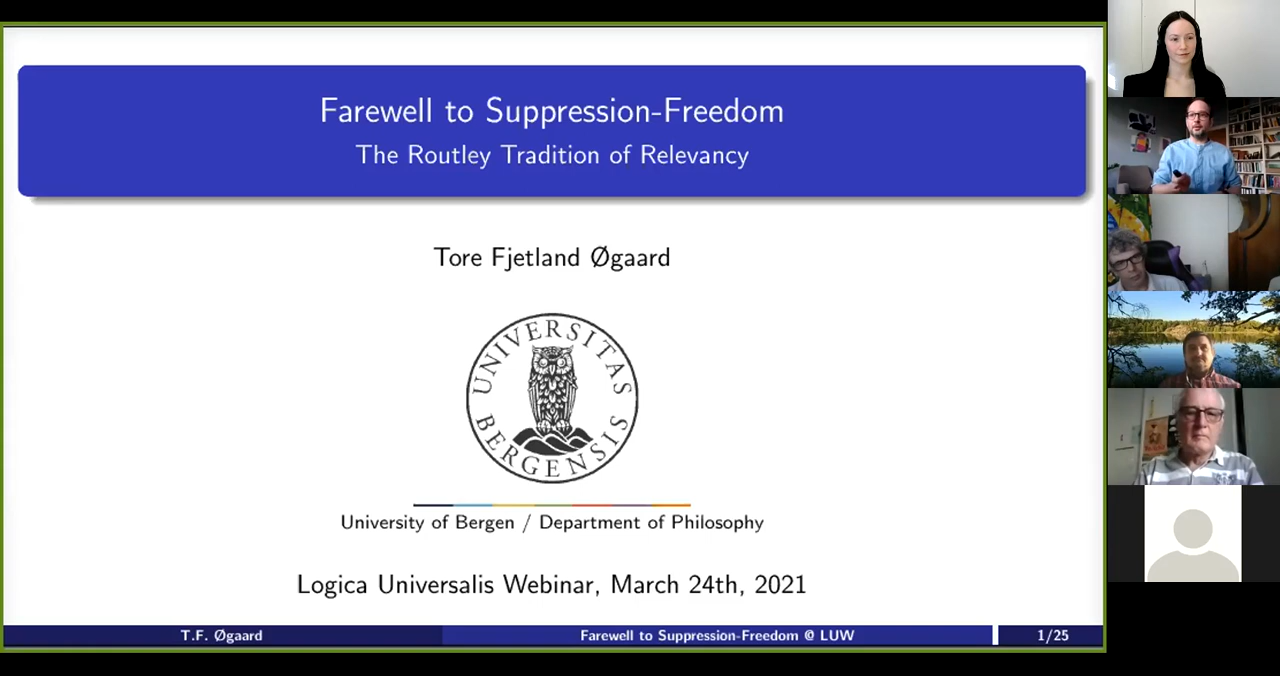 Farewell to Suppression-Freedom
The Routley Tradition of Relevancy
Tore Fjetland Øgaard
UNIVERSITAS
BERGENSIS
University of Bergen / Department of Philosophy
Logica Universalis Webinar, March 24th, 2021
T.F. Øgaard
Farewell to Suppression-Freedom @ LUW
1/25